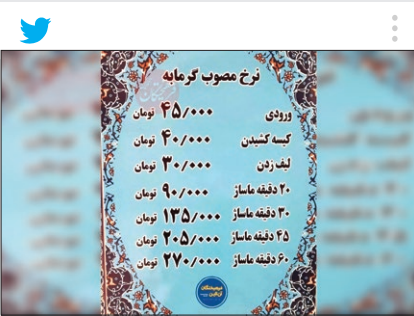 نرخ مصوب گرمابه
ورودی ۴۵/۰۰۰ تومان
کیسه کشیدن ۴۰/۰۰۰ تومان
لیف زدن ۳۰/۰۰۰ تومان
۲۰ دقیقه ماساژ ۹۰/۰۰۰ تومان
۳۰ دقیقه ماساژ ۱۳۵/۰۰۰ تومان
۴۵ دقیقه ماساژ ۲۰۵/۰۰۰ تومان
۶۰ دقیقه ماساژ ۲۷۰/۰۰۰ تومان